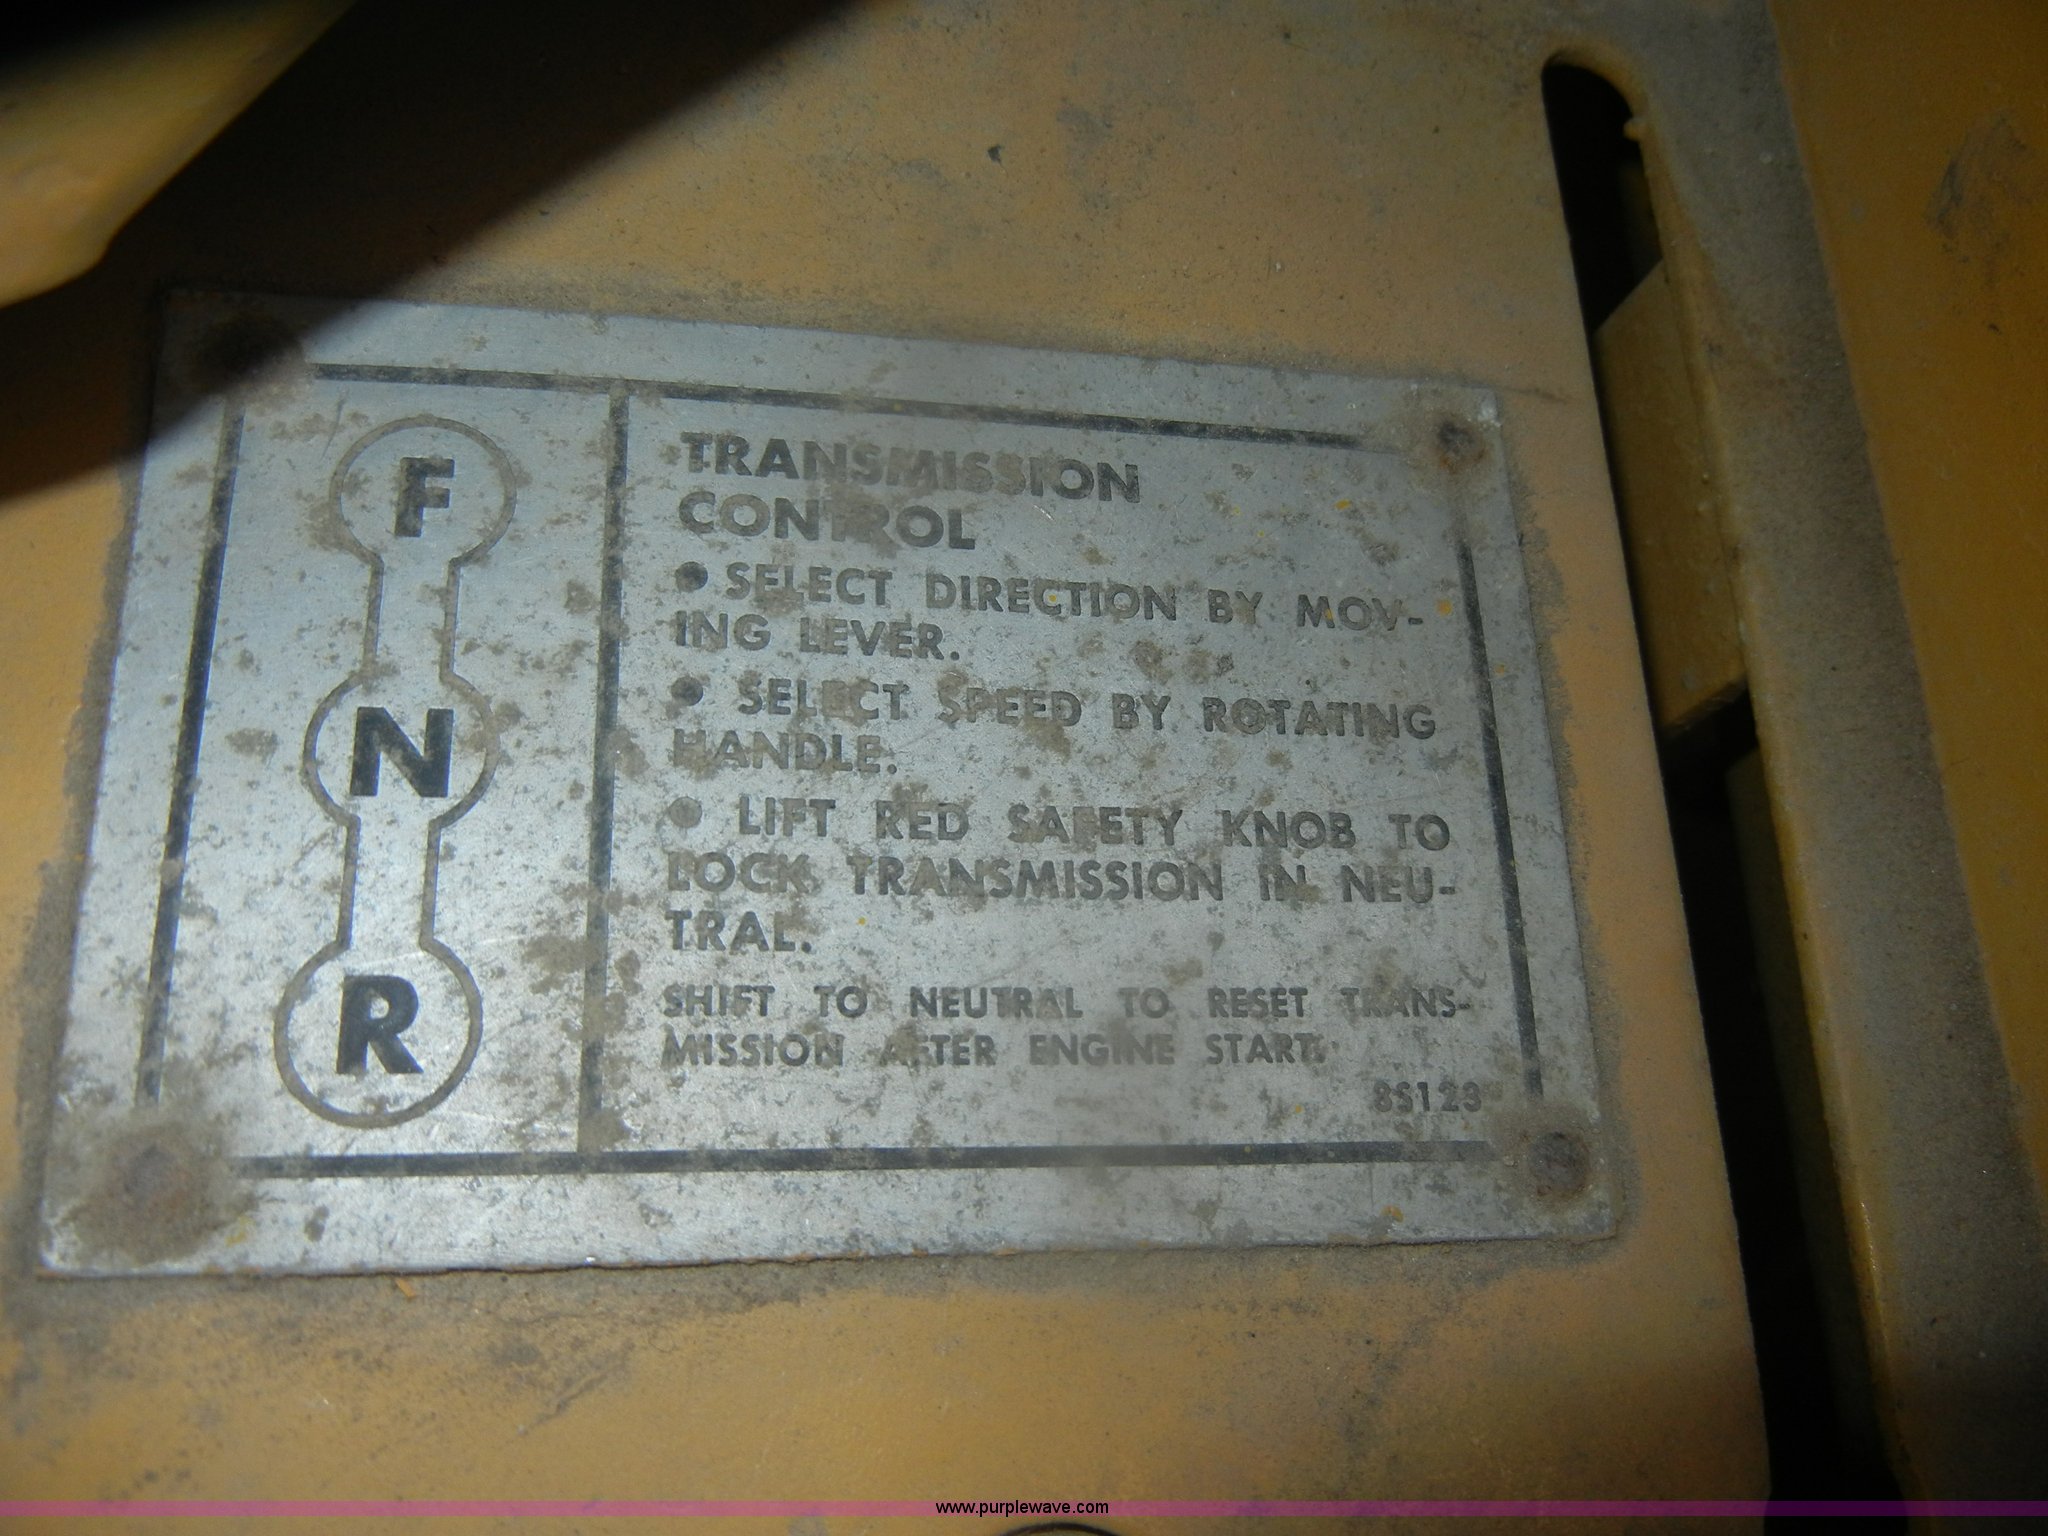 F
N
R
TRANSMISSION
CONTROL
● SELECT DIRECTION BY MOV-
ING LEVER.
● SELECT SPEED BY ROTATING
HANDLE.
● LIFT RED SAFETY KNOB TO
LOCK TRANSMISSION IN NEU-
TRAL.
SHIFT TO NEUTRAL TO RESET TRANS-
MISSION AFTER ENGINE START.
8S123
www.purplewave.com